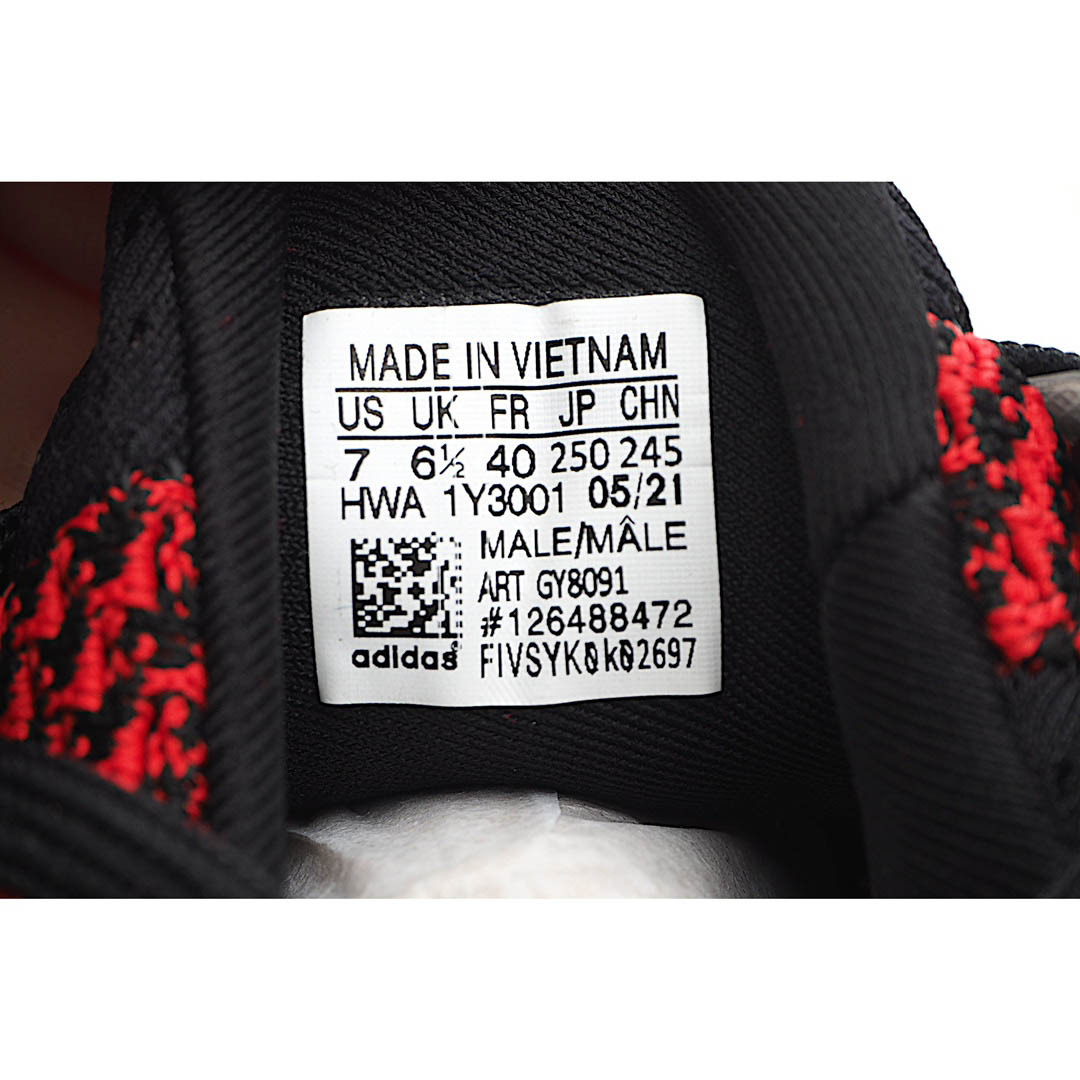 MADE IN VIETNAM
US UK FR JP CHN
7 6½ 40 250 245
HWA 1Y3001 05/21
MALE/MÂLE
ART GY8091
#126488472
adidas